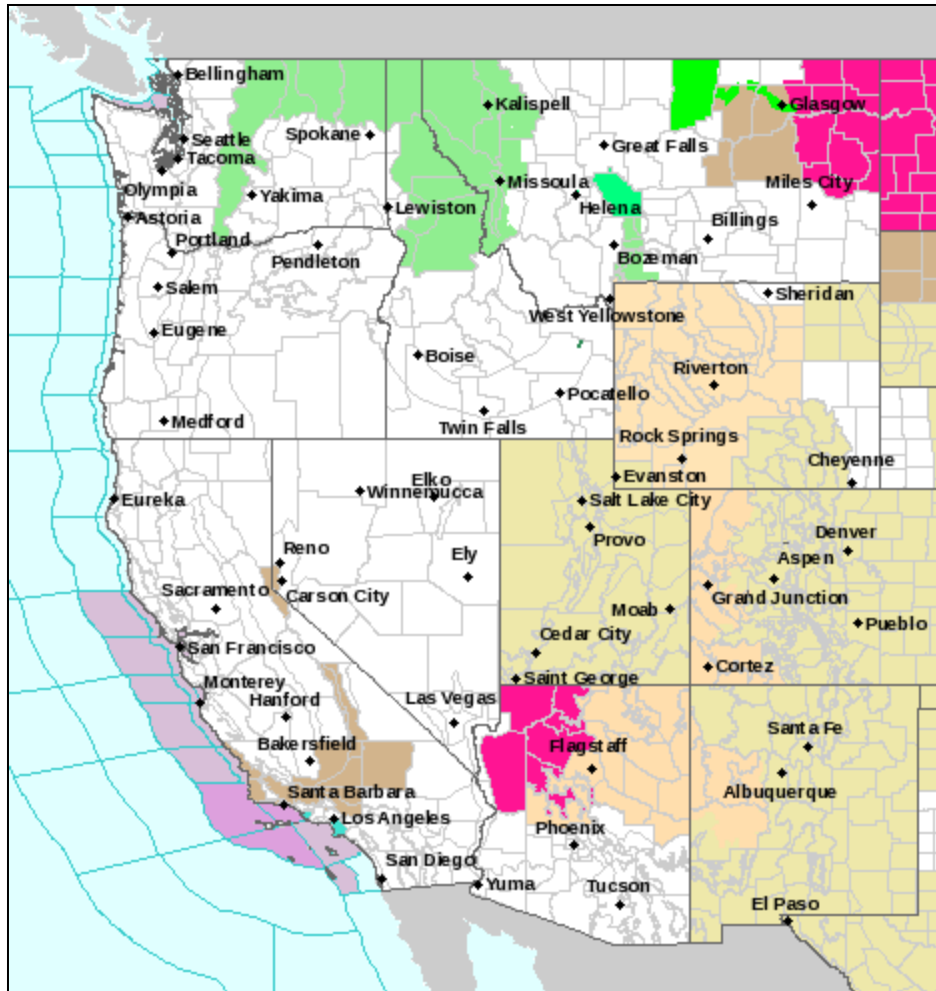 Bellingham
Kalispell
Glasgow
Seattle
Spokane
Great Falls
Tacoma
Olympia
Missoula
Miles City
Yakima
Lewiston
Helena
Astoria
Billings
Portland
Pendleton
Bozeman
Salem
Sheridan
West Yellowstone
Eugene
Boise
Riverton
Pocatello
Medford
Twin Falls
Rock Springs
Cheyenne
Elko
Evanston
Winnemucca
Eureka
Salt Lake City
Provo
Denver
Reno
Ely
Aspen
Sacramento
Carson City
Grand Junction
Moab
Pueblo
Cedar City
San Francisco
Cortez
Saint George
Monterey
Hanford
Las Vegas
Bakersfield
Flagstaff
Santa Fe
Albuquerque
Santa Barbara
Los Angeles
Phoenix
San Diego
Yuma
Tucson
El Paso